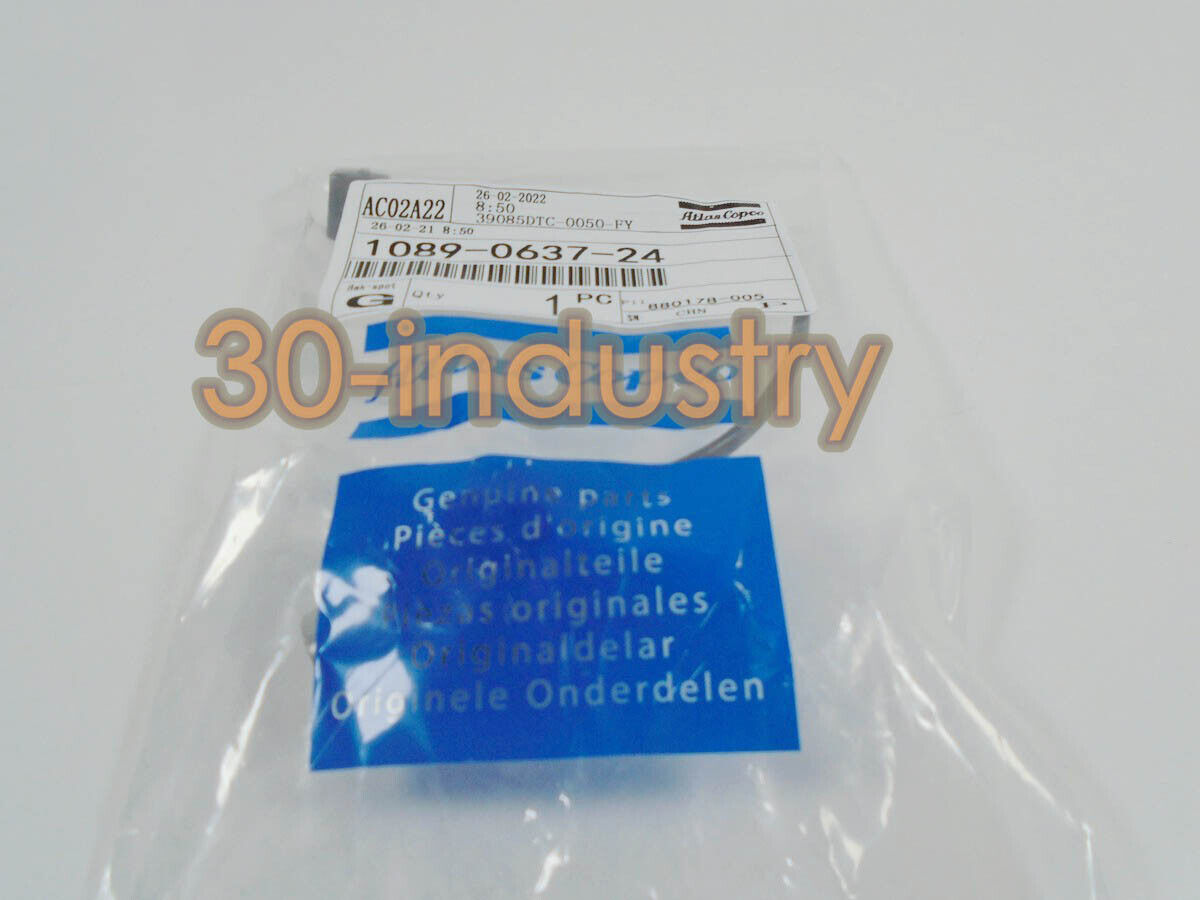 AC02A22
26-02-2022
8:50
39085DTC-0050-FY
Atlas Copco
26-02-21 8:50
1089-0637-24
G Qty 1 PC
880178-005
CHN
30-industry
Genuine parts
Pièces d'origine
Originalteile
Piezas originales
Originaldelar
Originele Onderdelen